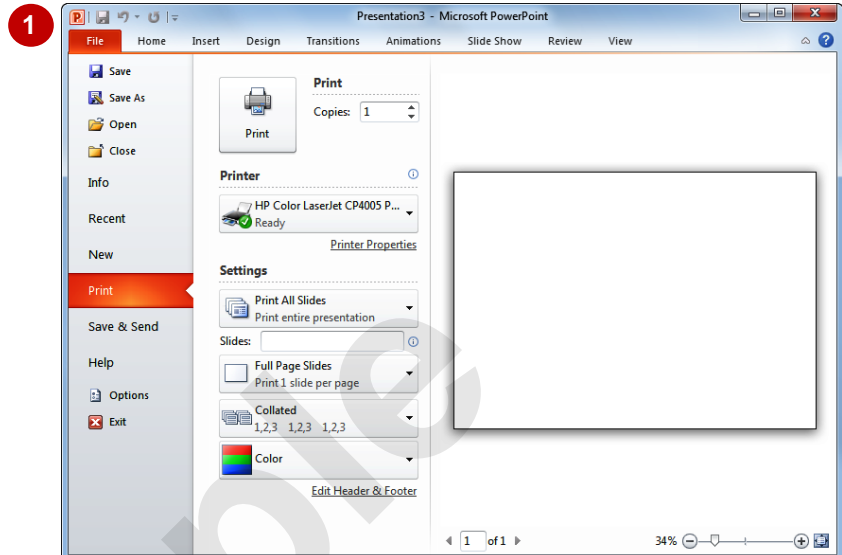 1
Presentation3 - Microsoft PowerPoint
File Home Insert Design Transitions Animations Slide Show Review View
Save
Save As
Open
Close
Info
Recent
New
Print
Save & Send
Help
Options
Exit
Print
Print
Copies: 1
Printer
HP Color LaserJet CP4005 P...
Ready
Printer Properties
Settings
Print All Slides
Print entire presentation
Slides:
Full Page Slides
Print 1 slide per page
Collated
1,2,3 1,2,3 1,2,3
Color
Edit Header & Footer
1 of 1
34%